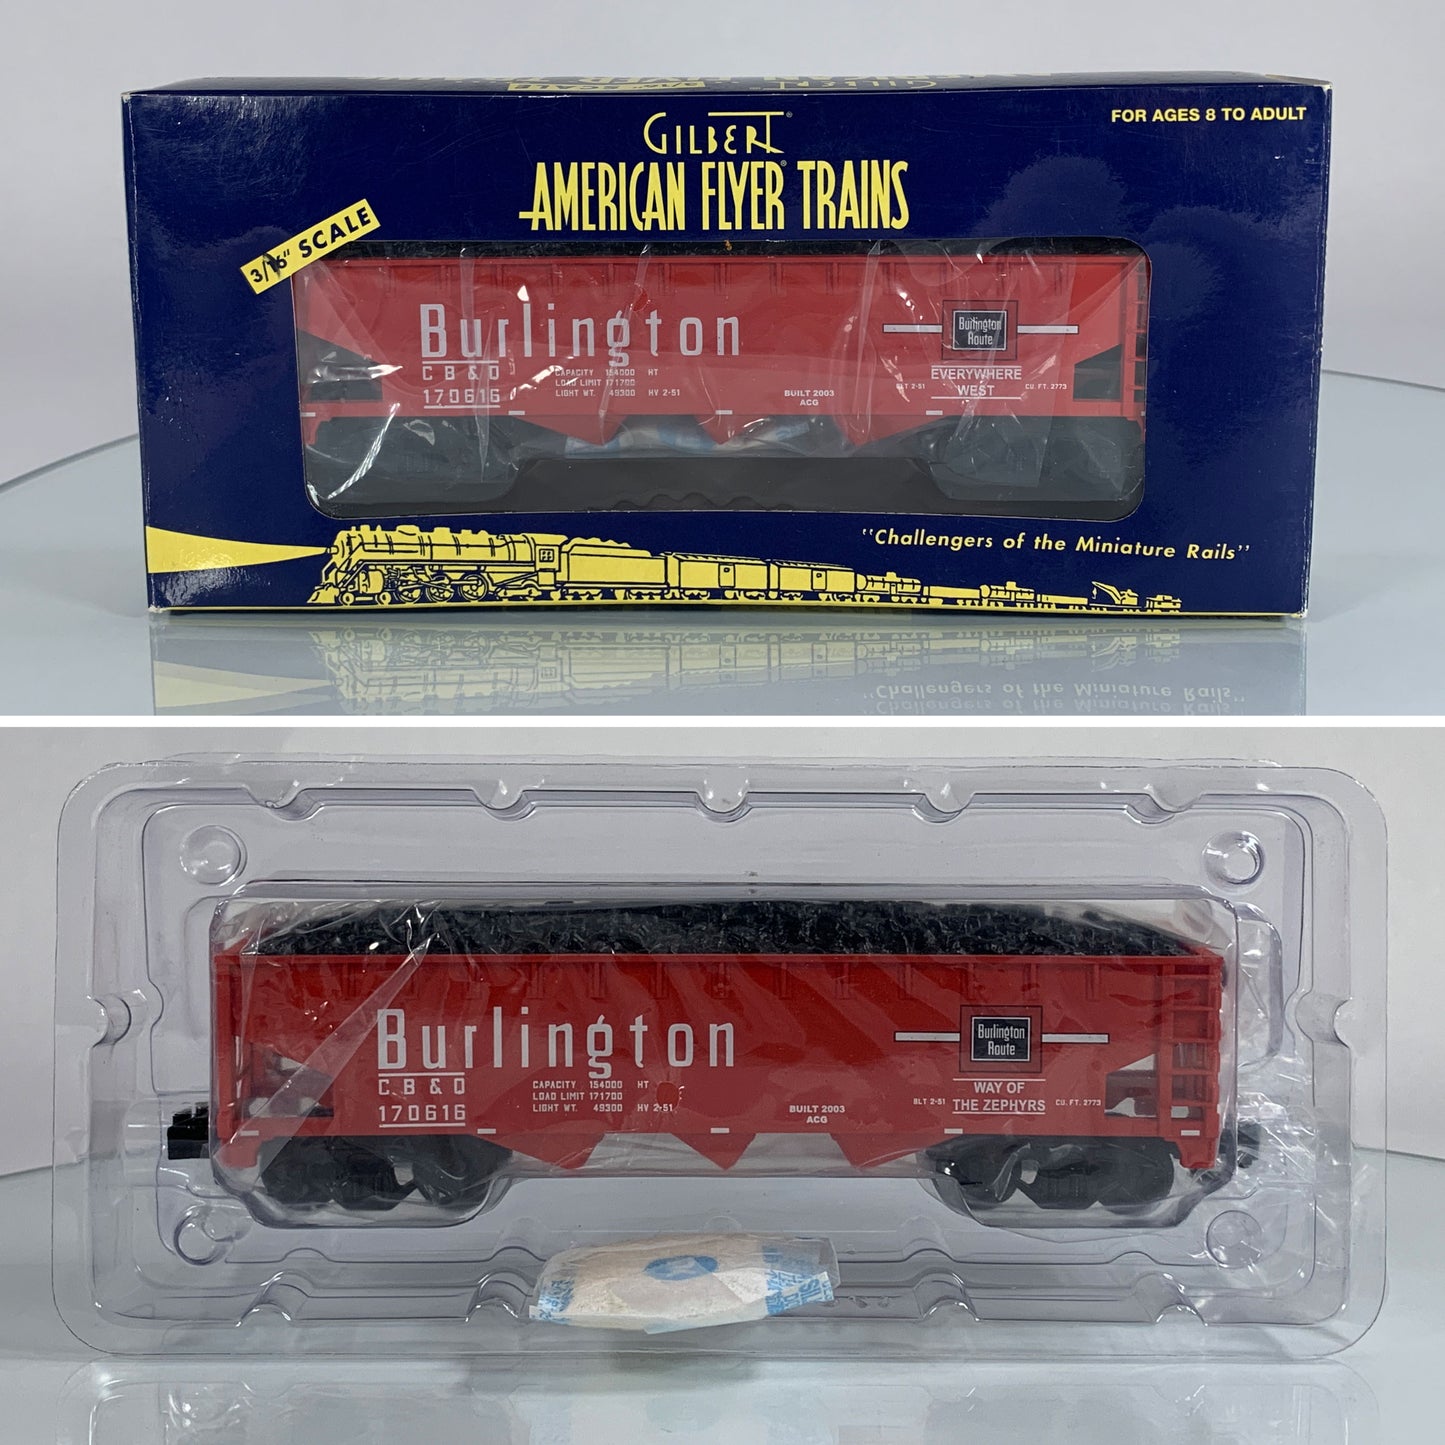 GILBERT®
AMERICAN FLYER® TRAINS
FOR AGES 8 TO ADULT
3/16" SCALE
Burlington
CB&Q
170616
CAPACITY 154000 HT
LOAD LIMIT 171700
LIGHT WT. 49300 HV 2-51
BUILT 2003
ACG
Burlington
Route
EVERYWHERE
WEST
BLT 2-51
CU. FT. 2773
"Challengers of the Miniature Rails"
Burlington
CB&Q
170616
CAPACITY 154000 HT
LOAD LIMIT 171700
LIGHT WT. 49300 HV 2-51
BUILT 2003
ACG
Burlington
Route
WAY OF
THE ZEPHYRS
BLT 2-51
CU. FT. 2773